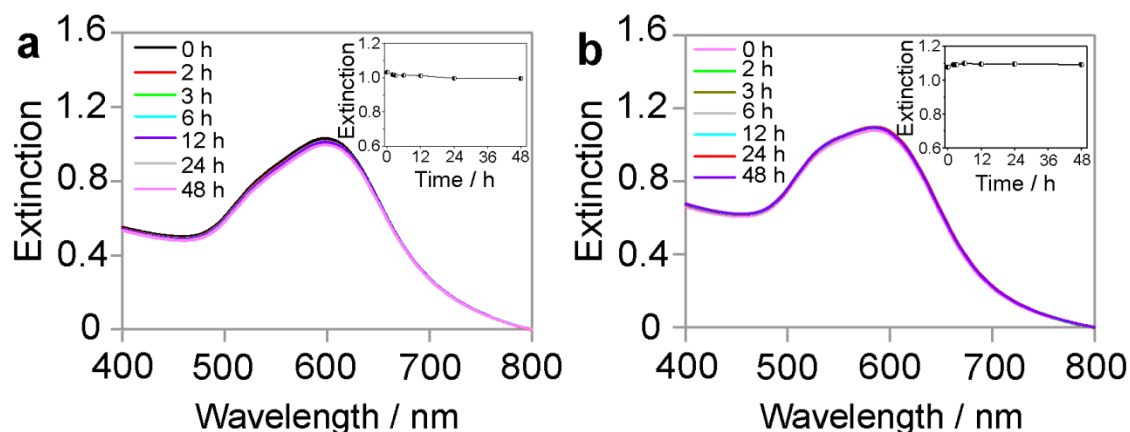 a
1.6
1.2
0.8
0.4
0
Extinction
400 500 600 700 800
Wavelength / nm
0 h
2 h
3 h
6 h
12 h
24 h
48 h
1.2
1.0
0.8
0.6
Extinction
0 12 24 36 48
Time / h
b
1.6
1.2
0.8
0.4
0
Extinction
400 500 600 700 800
Wavelength / nm
0 h
2 h
3 h
6 h
12 h
24 h
48 h
1.2
1.0
0.8
0.6
Extinction
0 12 24 36 48
Time / h